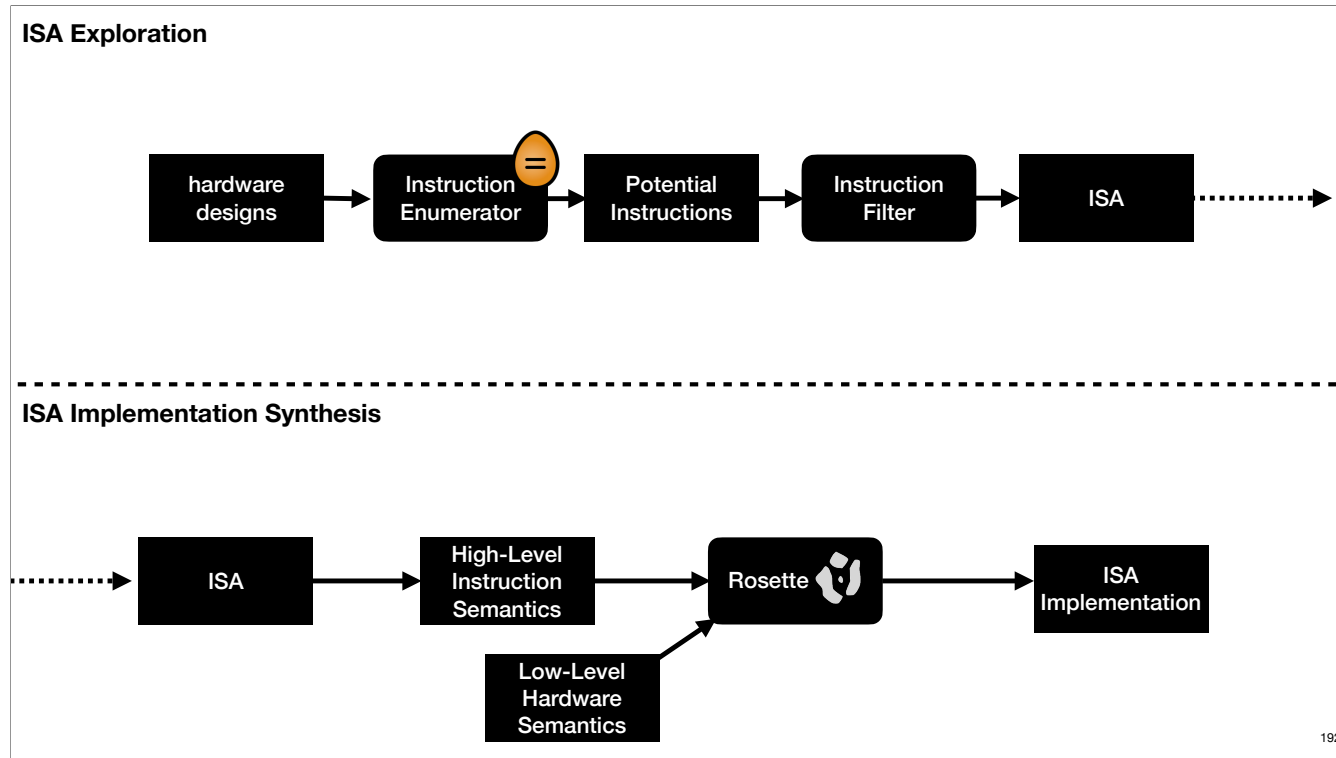 ISA Exploration
hardware
designs
Instruction
Enumerator
=
Potential
Instructions
Instruction
Filter
ISA
ISA Implementation Synthesis
ISA
High-Level
Instruction
Semantics
Rosette
ISA
Implementation
Low-Level
Hardware
Semantics
192